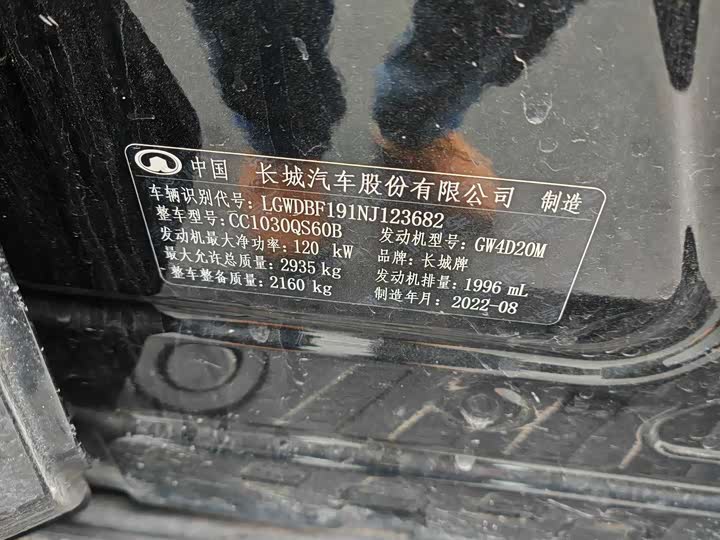 中国 长城汽车股份有限公司 制造
车辆识别代号: LGWDBF191NJ123682
整车型号: CC1030QS60B 发动机型号: GW4D20M
发动机最大净功率: 120 kW 品牌: 长城牌
最大允许总质量: 2935 kg 发动机排量: 1996 mL
整车整备质量: 2160 kg 制造年月: 2022-08